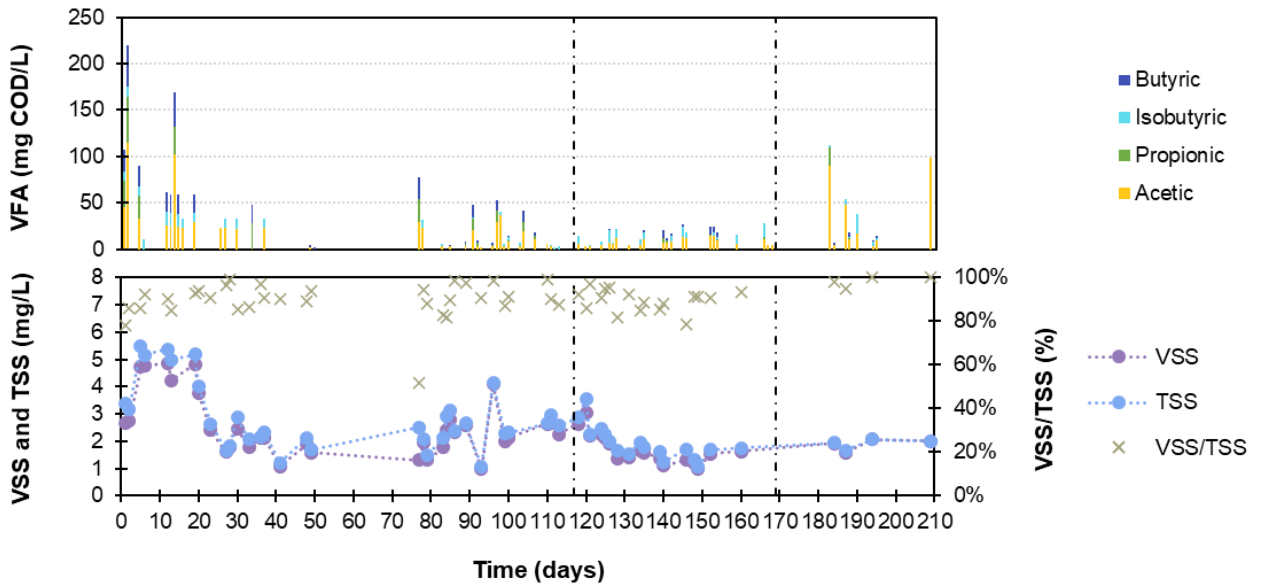 250
200
150
100
50
0
VFA (mg COD/L)
Butyric
Isobutyric
Propionic
Acetic
8
7
6
5
4
3
2
1
0
VSS and TSS (mg/L)
100%
80%
60%
40%
20%
0%
VSS/TSS (%)
VSS
TSS
VSS/TSS
0 10 20 30 40 50 60 70 80 90 100 110 120 130 140 150 160 170 180 190 200 210
Time (days)